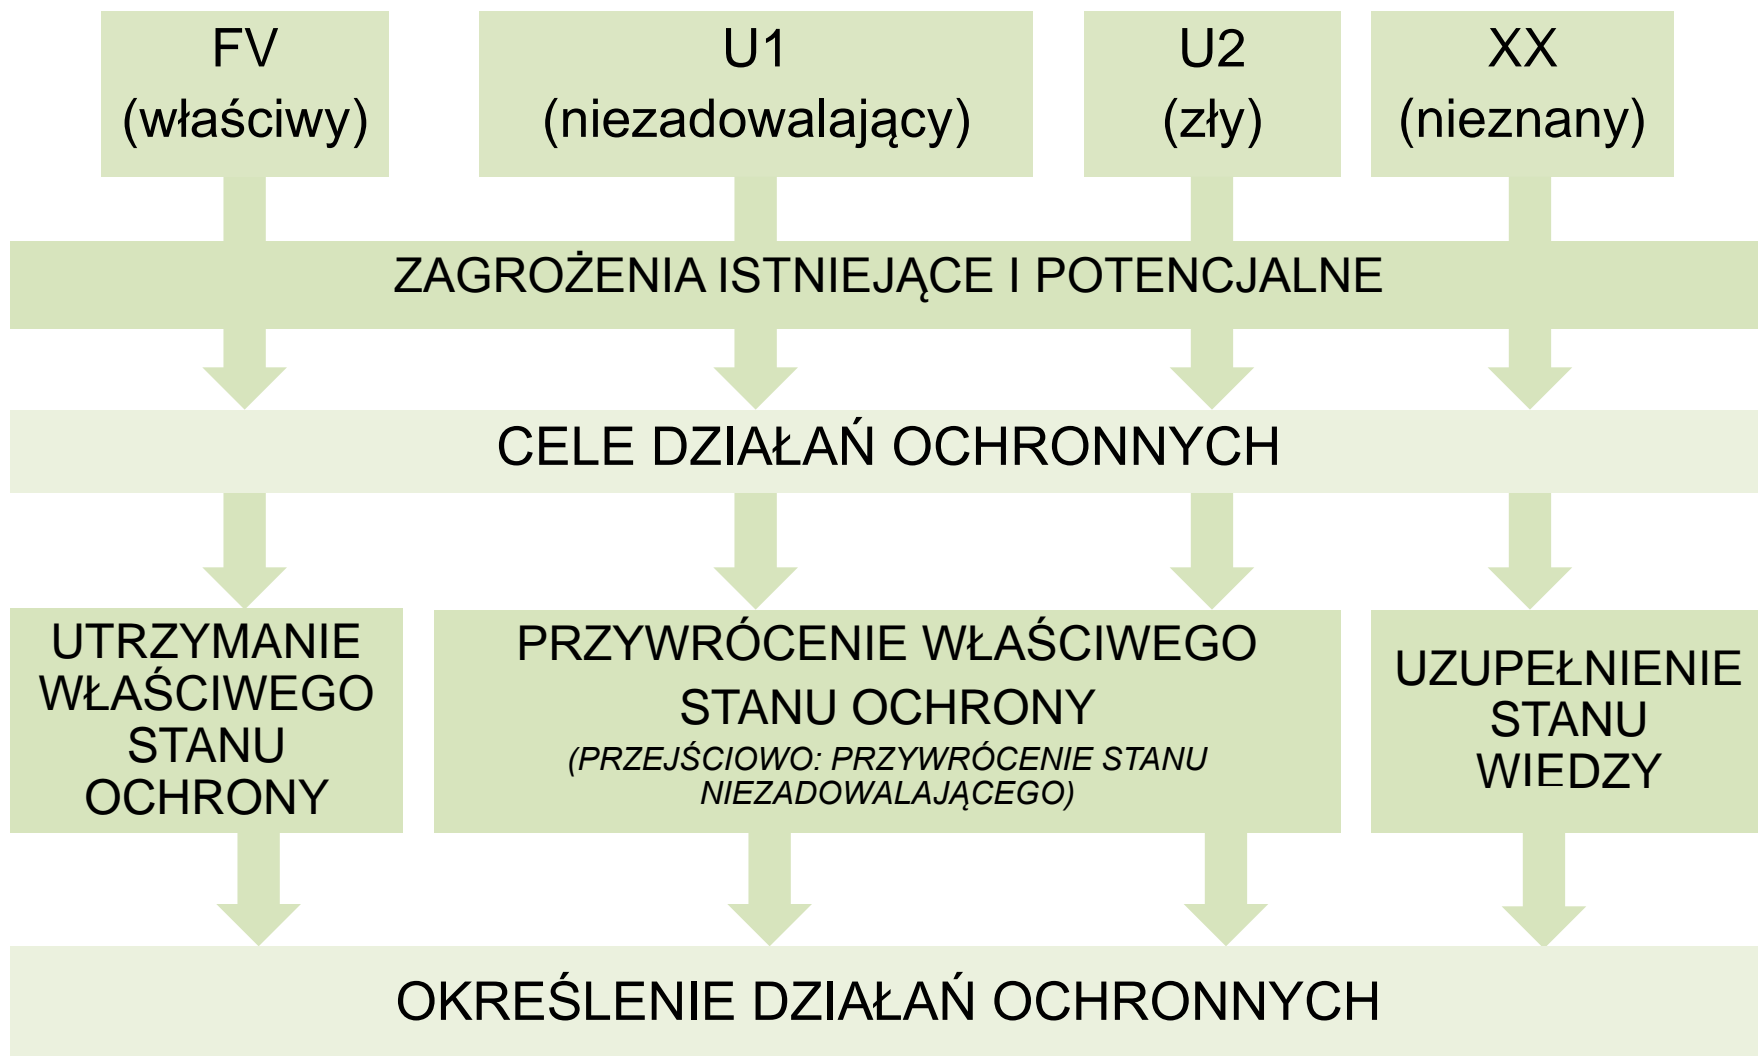 FV
(właściwy)
U1
(niezadowalający)
U2
(zły)
XX
(nieznany)
ZAGROŻENIA ISTNIEJĄCE I POTENCJALNE
CELE DZIAŁAŃ OCHRONNYCH
UTRZYMANIE
WŁAŚCIWEGO
STANU
OCHRONY
PRZYWRÓCENIE WŁAŚCIWEGO
STANU OCHRONY
(PRZEJŚCIOWO: PRZYWRÓCENIE STANU
NIEZADOWALAJĄCEGO)
UZUPEŁNIENIE
STANU
WIEDZY
OKREŚLENIE DZIAŁAŃ OCHRONNYCH